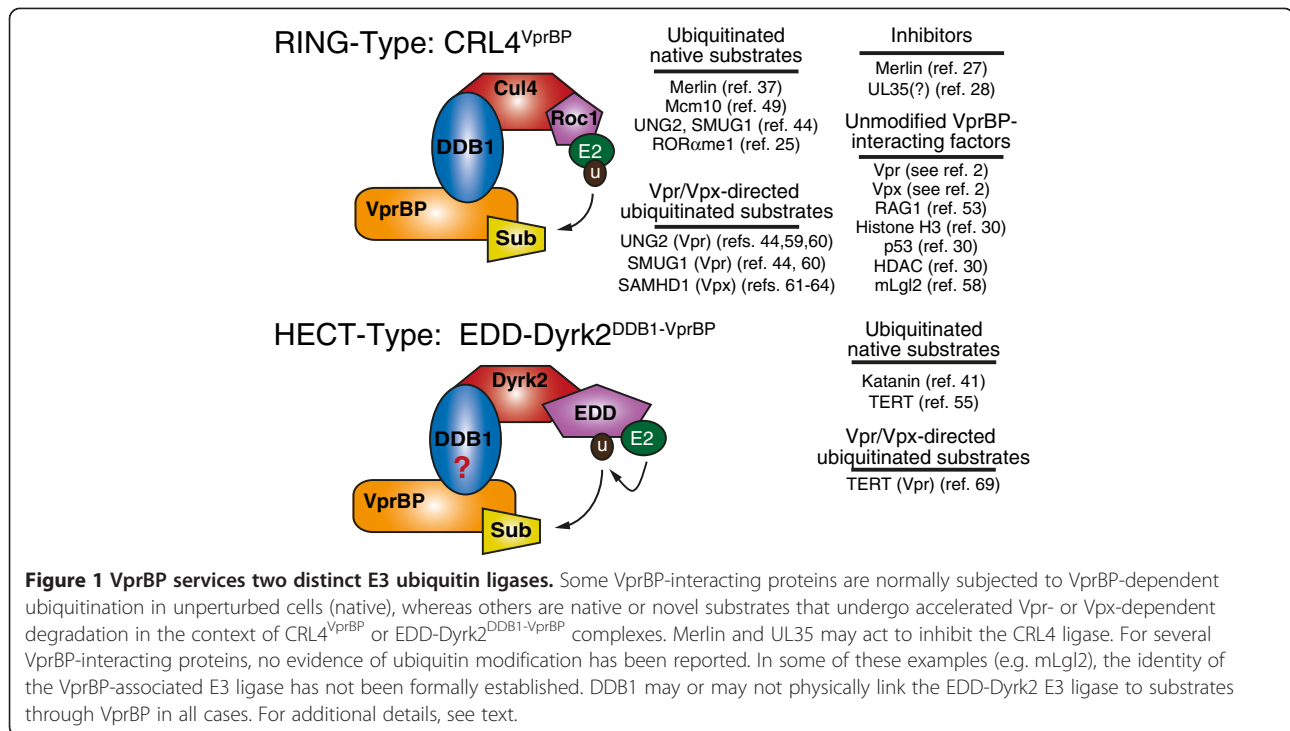 RING-Type: CRL4VprBP
Cul4
Roc1
DDB1
E2
u
VprBP
Sub
Ubiquitinated
native substrates
Merlin (ref. 37)
Mcm10 (ref. 49)
UNG2, SMUG1 (ref. 44)
RORαme1 (ref. 25)
Vpr/Vpx-directed
ubiquitinated substrates
UNG2 (Vpr) (refs. 44,59,60)
SMUG1 (Vpr) (ref. 44, 60)
SAMHD1 (Vpx) (refs. 61-64)
Inhibitors
Merlin (ref. 27)
UL35(?) (ref. 28)
Unmodified VprBP-
interacting factors
Vpr (see ref. 2)
Vpx (see ref. 2)
RAG1 (ref. 53)
Histone H3 (ref. 30)
p53 (ref. 30)
HDAC (ref. 30)
mLgl2 (ref. 58)
HECT-Type: EDD-Dyrk2DDB1-VprBP
Dyrk2
EDD
DDB1
?
u
E2
VprBP
Sub
Ubiquitinated
native substrates
Katanin (ref. 41)
TERT (ref. 55)
Vpr/Vpx-directed
ubiquitinated substrates
TERT (Vpr) (ref. 69)
Figure 1 VprBP services two distinct E3 ubiquitin ligases. Some VprBP-interacting proteins are normally subjected to VprBP-dependent
ubiquitination in unperturbed cells (native), whereas others are native or novel substrates that undergo accelerated Vpr- or Vpx-dependent
degradation in the context of CRL4VprBP or EDD-Dyrk2DDB1-VprBP complexes. Merlin and UL35 may act to inhibit the CRL4 ligase. For several
VprBP-interacting proteins, no evidence of ubiquitin modification has been reported. In some of these examples (e.g. mLgl2), the identity of
the VprBP-associated E3 ligase has not been formally established. DDB1 may or may not physically link the EDD-Dyrk2 E3 ligase to substrates
through VprBP in all cases. For additional details, see text.